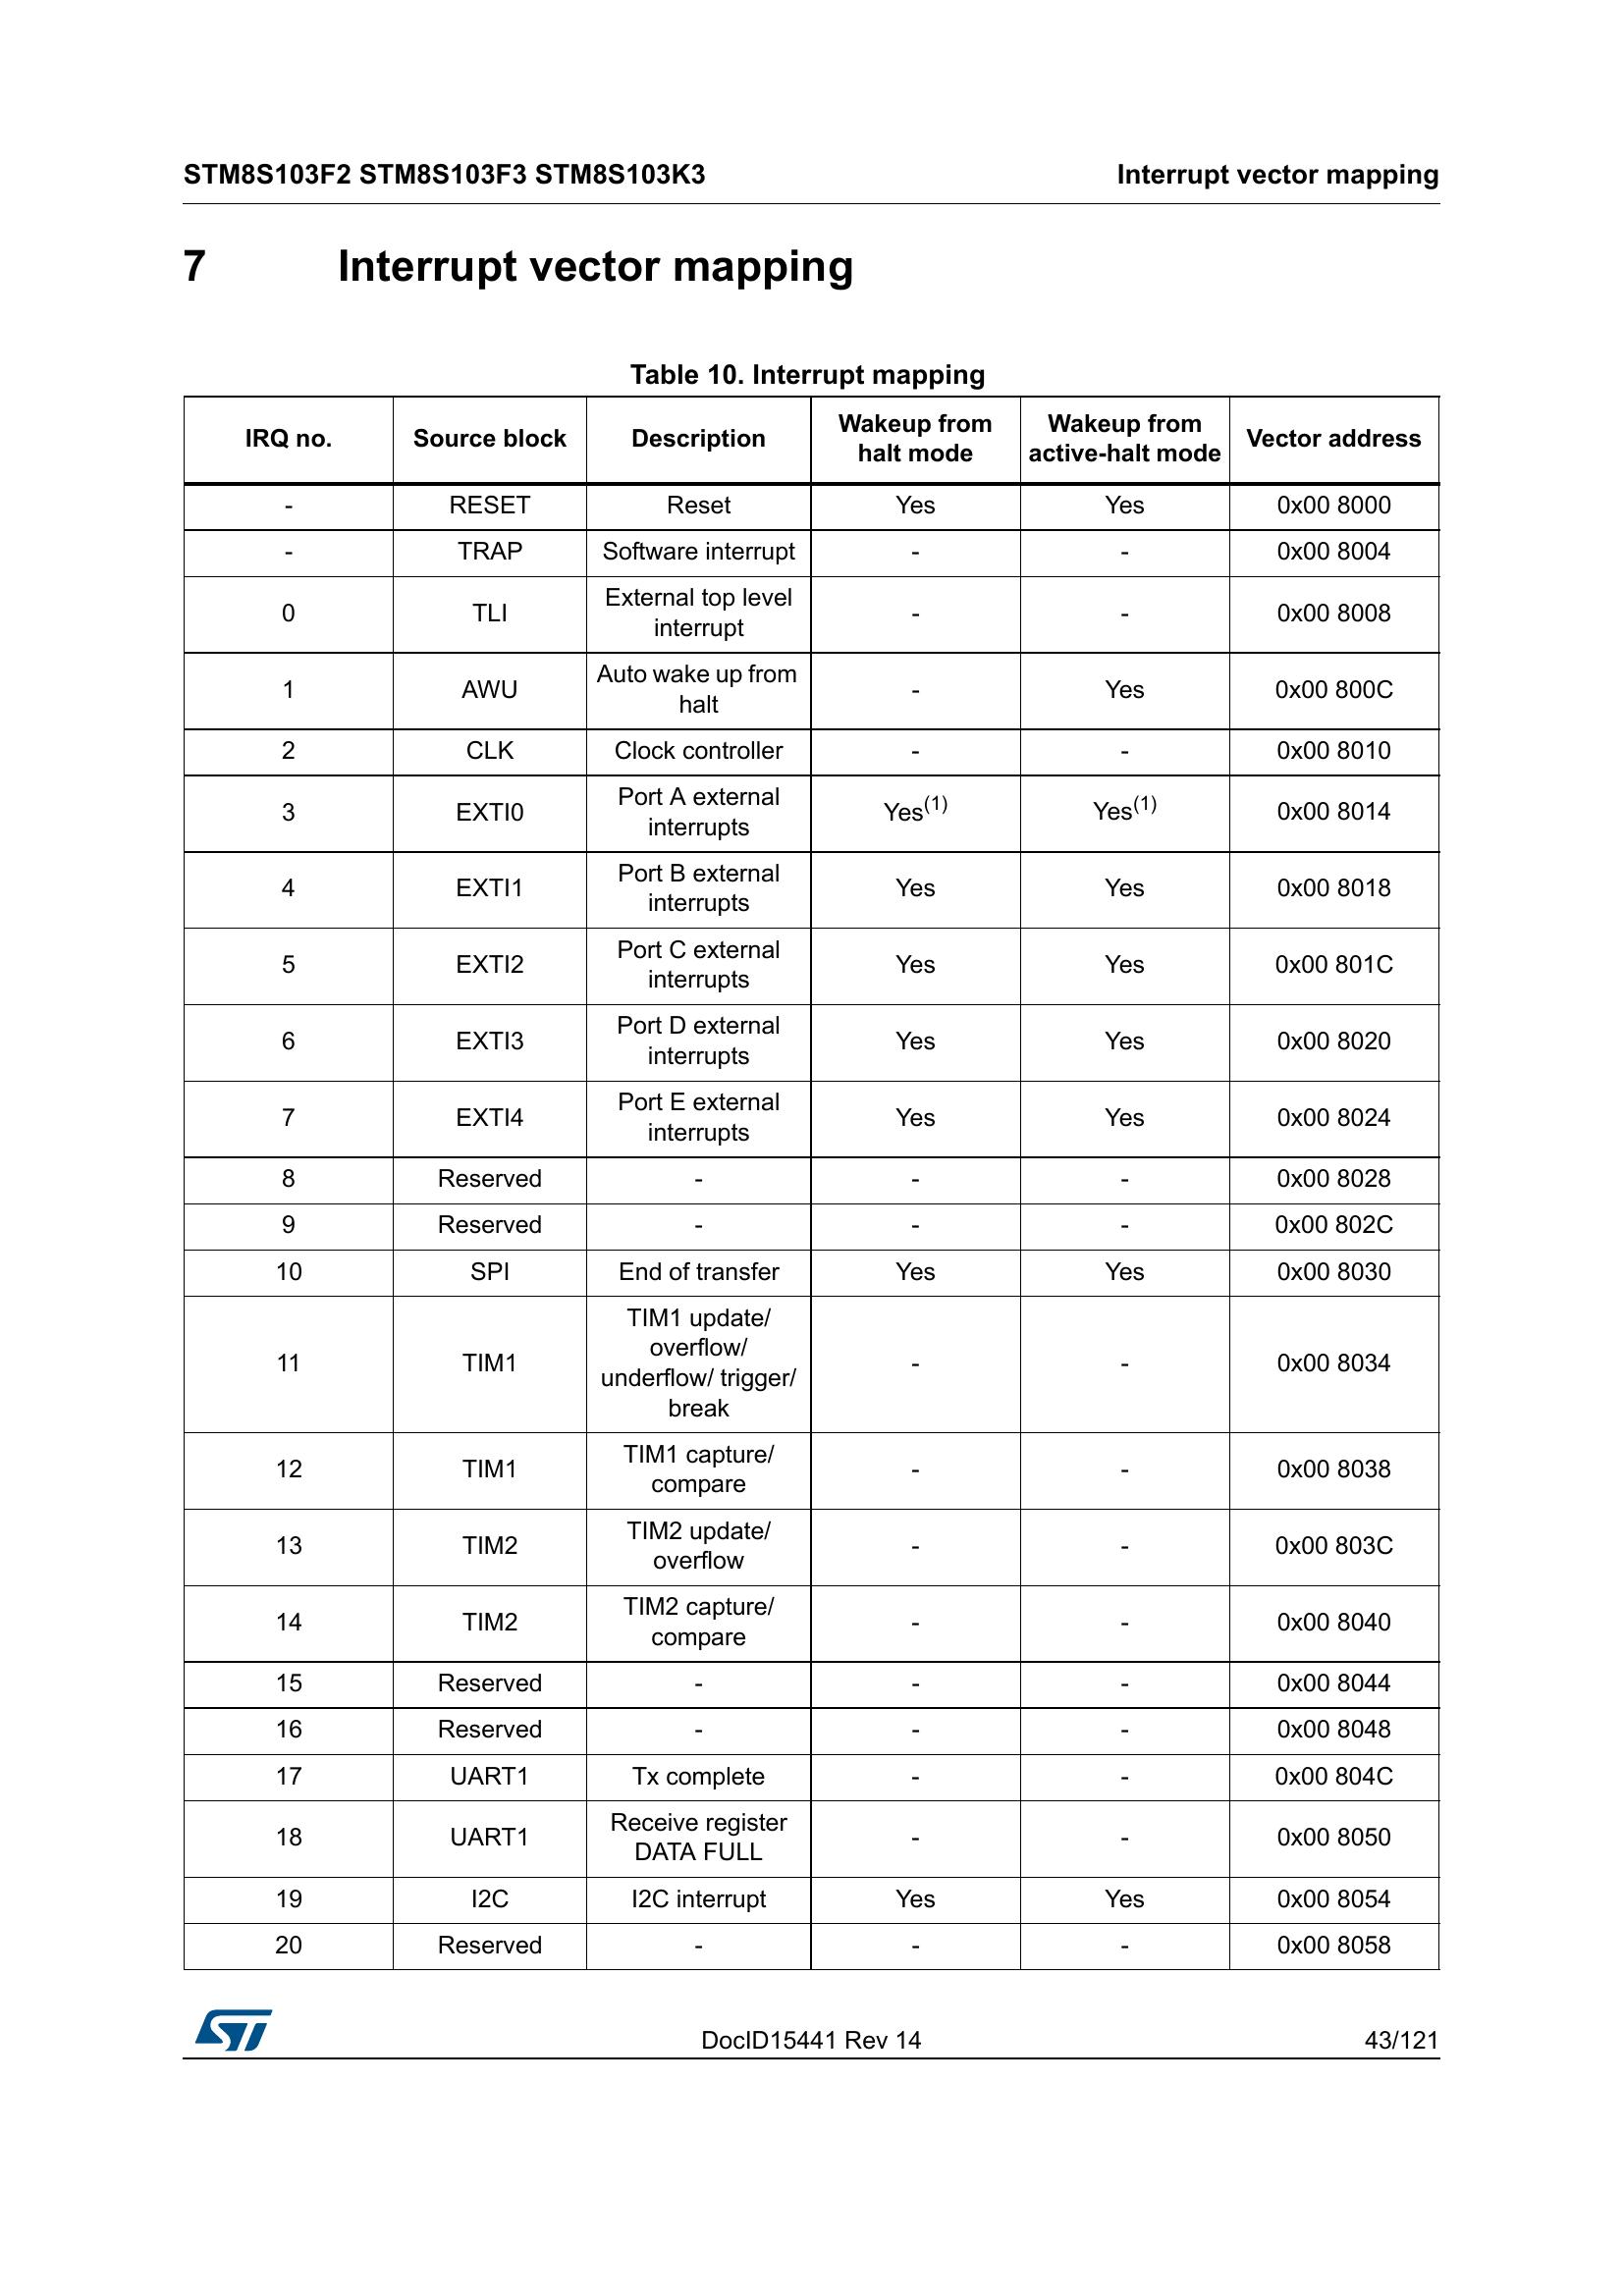 STM8S103F2 STM8S103F3 STM8S103K3 Interrupt vector mapping
7 Interrupt vector mapping
Table 10. Interrupt mapping
IRQ no. Source block Description Wakeup from halt mode Wakeup from active-halt mode Vector address
- RESET Reset Yes Yes 0x00 8000
- TRAP Software interrupt - - 0x00 8004
0 TLI External top level interrupt - - 0x00 8008
1 AWU Auto wake up from halt - Yes 0x00 800C
2 CLK Clock controller - - 0x00 8010
3 EXTI0 Port A external interrupts Yes(1) Yes(1) 0x00 8014
4 EXTI1 Port B external interrupts Yes Yes 0x00 8018
5 EXTI2 Port C external interrupts Yes Yes 0x00 801C
6 EXTI3 Port D external interrupts Yes Yes 0x00 8020
7 EXTI4 Port E external interrupts Yes Yes 0x00 8024
8 Reserved - - - 0x00 8028
9 Reserved - - - 0x00 802C
10 SPI End of transfer Yes Yes 0x00 8030
11 TIM1 TIM1 update/ overflow/ underflow/ trigger/ break - - 0x00 8034
12 TIM1 TIM1 capture/ compare - - 0x00 8038
13 TIM2 TIM2 update/ overflow - - 0x00 803C
14 TIM2 TIM2 capture/ compare - - 0x00 8040
15 Reserved - - - 0x00 8044
16 Reserved - - - 0x00 8048
17 UART1 Tx complete - - 0x00 804C
18 UART1 Receive register DATA FULL - - 0x00 8050
19 I2C I2C interrupt Yes Yes 0x00 8054
20 Reserved - - - 0x00 8058
ST DocID15441 Rev 14 43/121